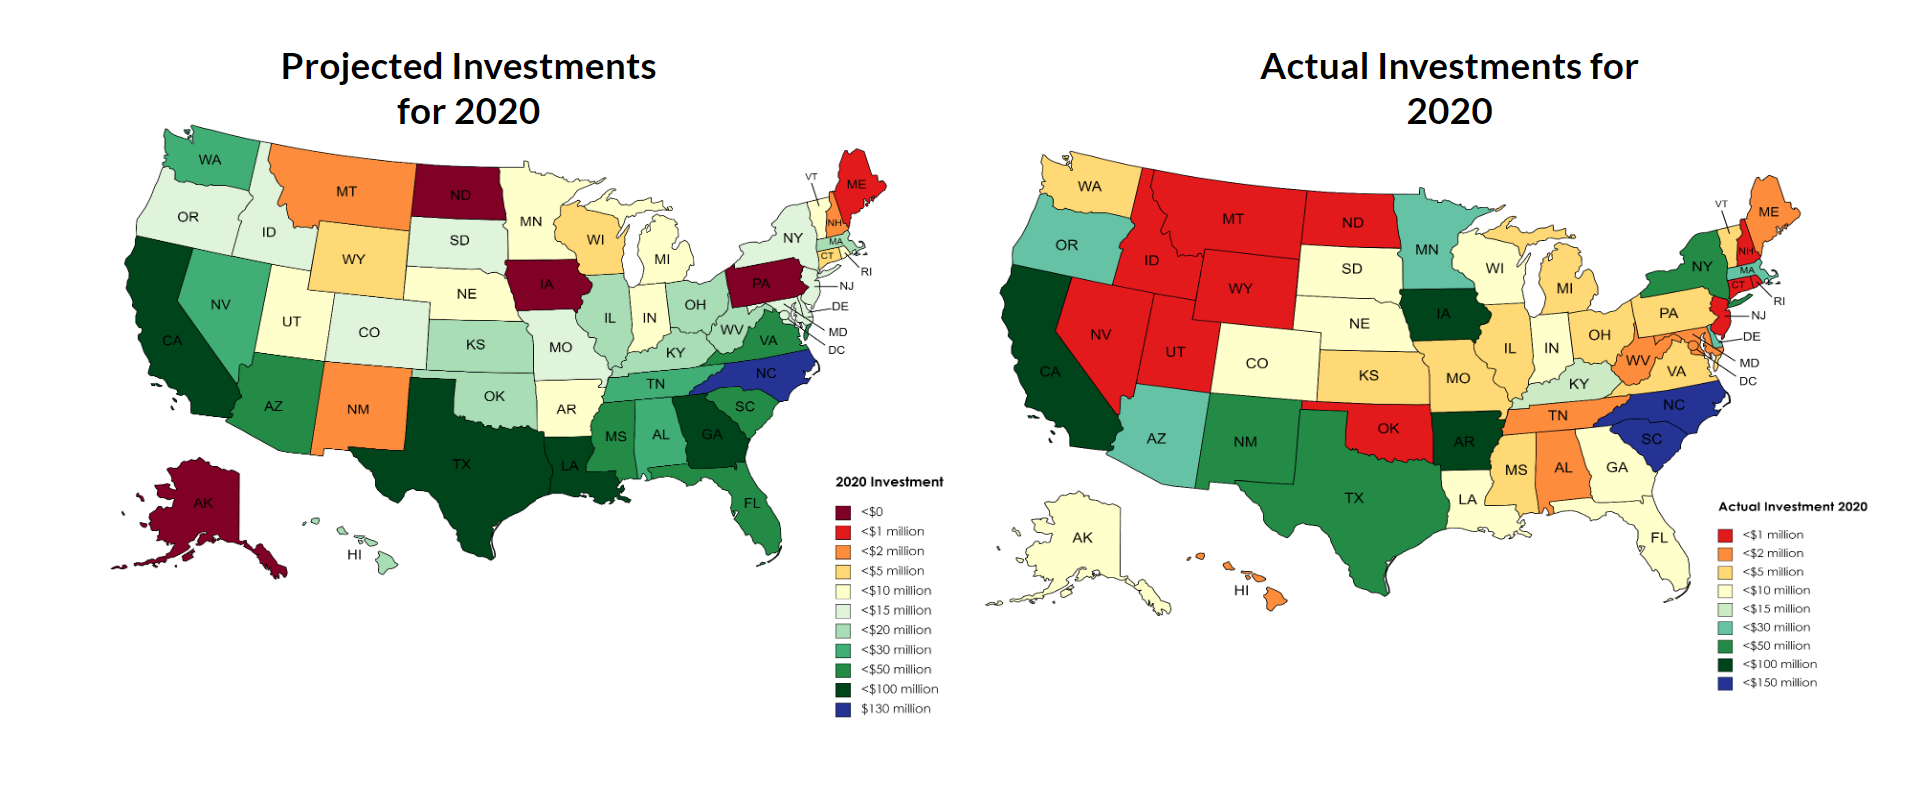 Projected Investments
for 2020
WA
MT
ND
MN
VT
ME
OR
ID
SD
WI
MI
NY
NH
MA
CT
RI
WY
IA
PA
NJ
NV
UT
NE
IL
IN
OH
DE
CO
KS
MO
WV
VA
MD
DC
CA
KY
AZ
NM
OK
AR
TN
NC
SC
MS
AL
GA
TX
LA
FL
AK
HI
2020 Investment
<$0
<$1 million
<$2 million
<$5 million
<$10 million
<$15 million
<$20 million
<$30 million
<$50 million
<$100 million
$130 million
Actual Investments for
2020
WA
MT
ND
MN
VT
ME
OR
ID
SD
WI
MI
NY
NH
MA
CT
RI
WY
IA
PA
NJ
NV
UT
NE
IL
IN
OH
DE
CO
KS
MO
WV
VA
MD
DC
CA
KY
AZ
NM
OK
AR
TN
NC
SC
MS
AL
GA
TX
LA
FL
AK
HI
Actual Investment 2020
<$1 million
<$2 million
<$5 million
<$10 million
<$15 million
<$30 million
<$50 million
<$100 million
<$150 million